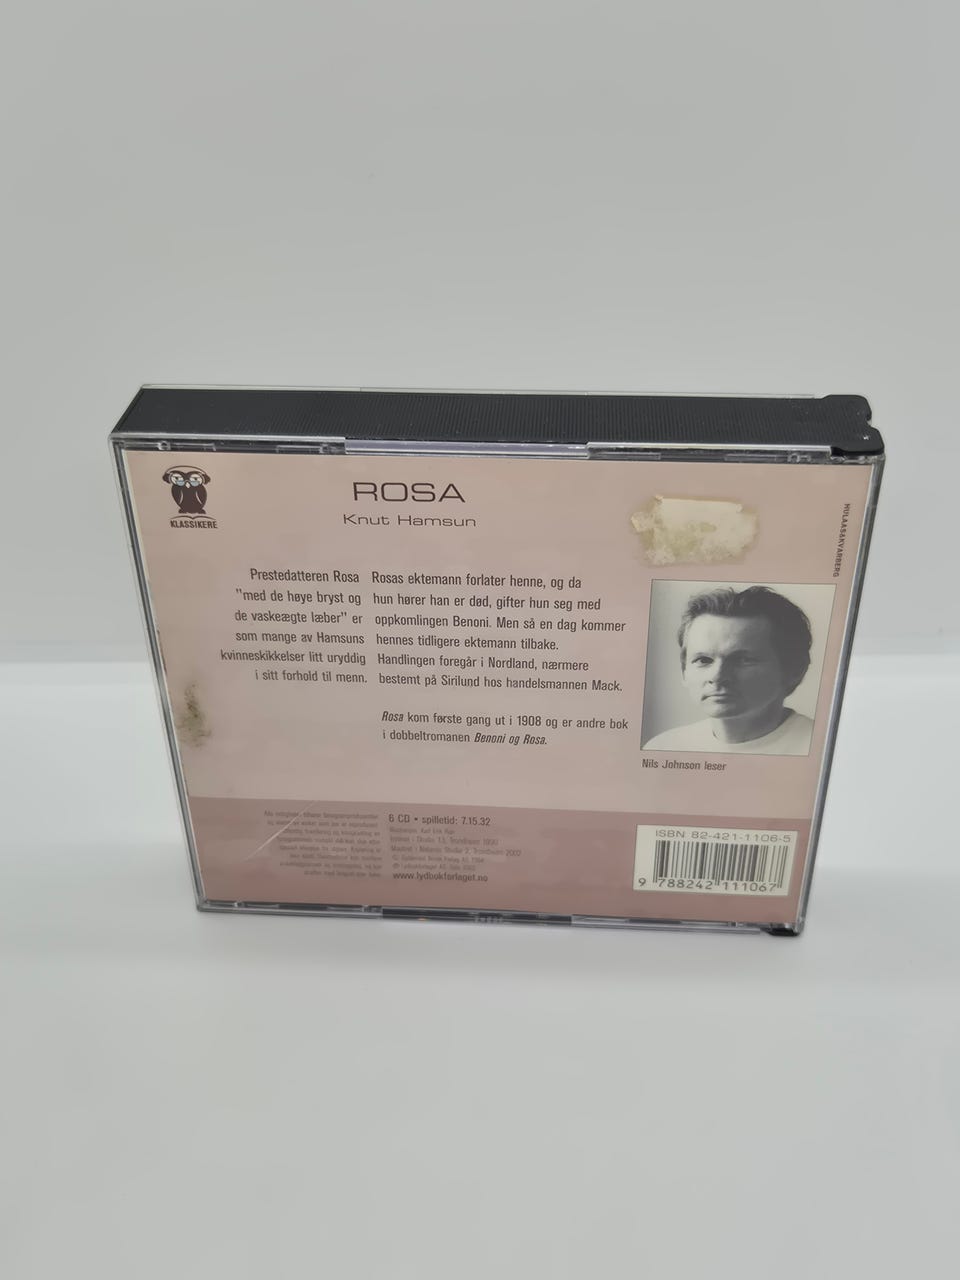 KLASSIKERE
ROSA
Knut Hamsun
HULAAS&KVARBERG
Prestedatteren Rosa
"med de høye bryst og
de vaskeægte læber" er
som mange av Hamsuns
kvinneskikkelser litt uryddig
i sitt forhold til menn.
Rosas ektemann forlater henne, og da
hun hører han er død, gifter hun seg med
oppkomlingen Benoni. Men så en dag kommer
hennes tidligere ektemann tilbake.
Handlingen foregår i Nordland, nærmere
bestemt på Sirilund hos handelsmannen Mack.
Rosa kom første gang ut i 1908 og er andre bok
i dobbeltromanen Benoni og Rosa.
Nils Johnson leser
6 CD • spilletid: 7.15.32
www.lydbokforlaget.no
ISBN 82-421-1106-5
9 788242 111067